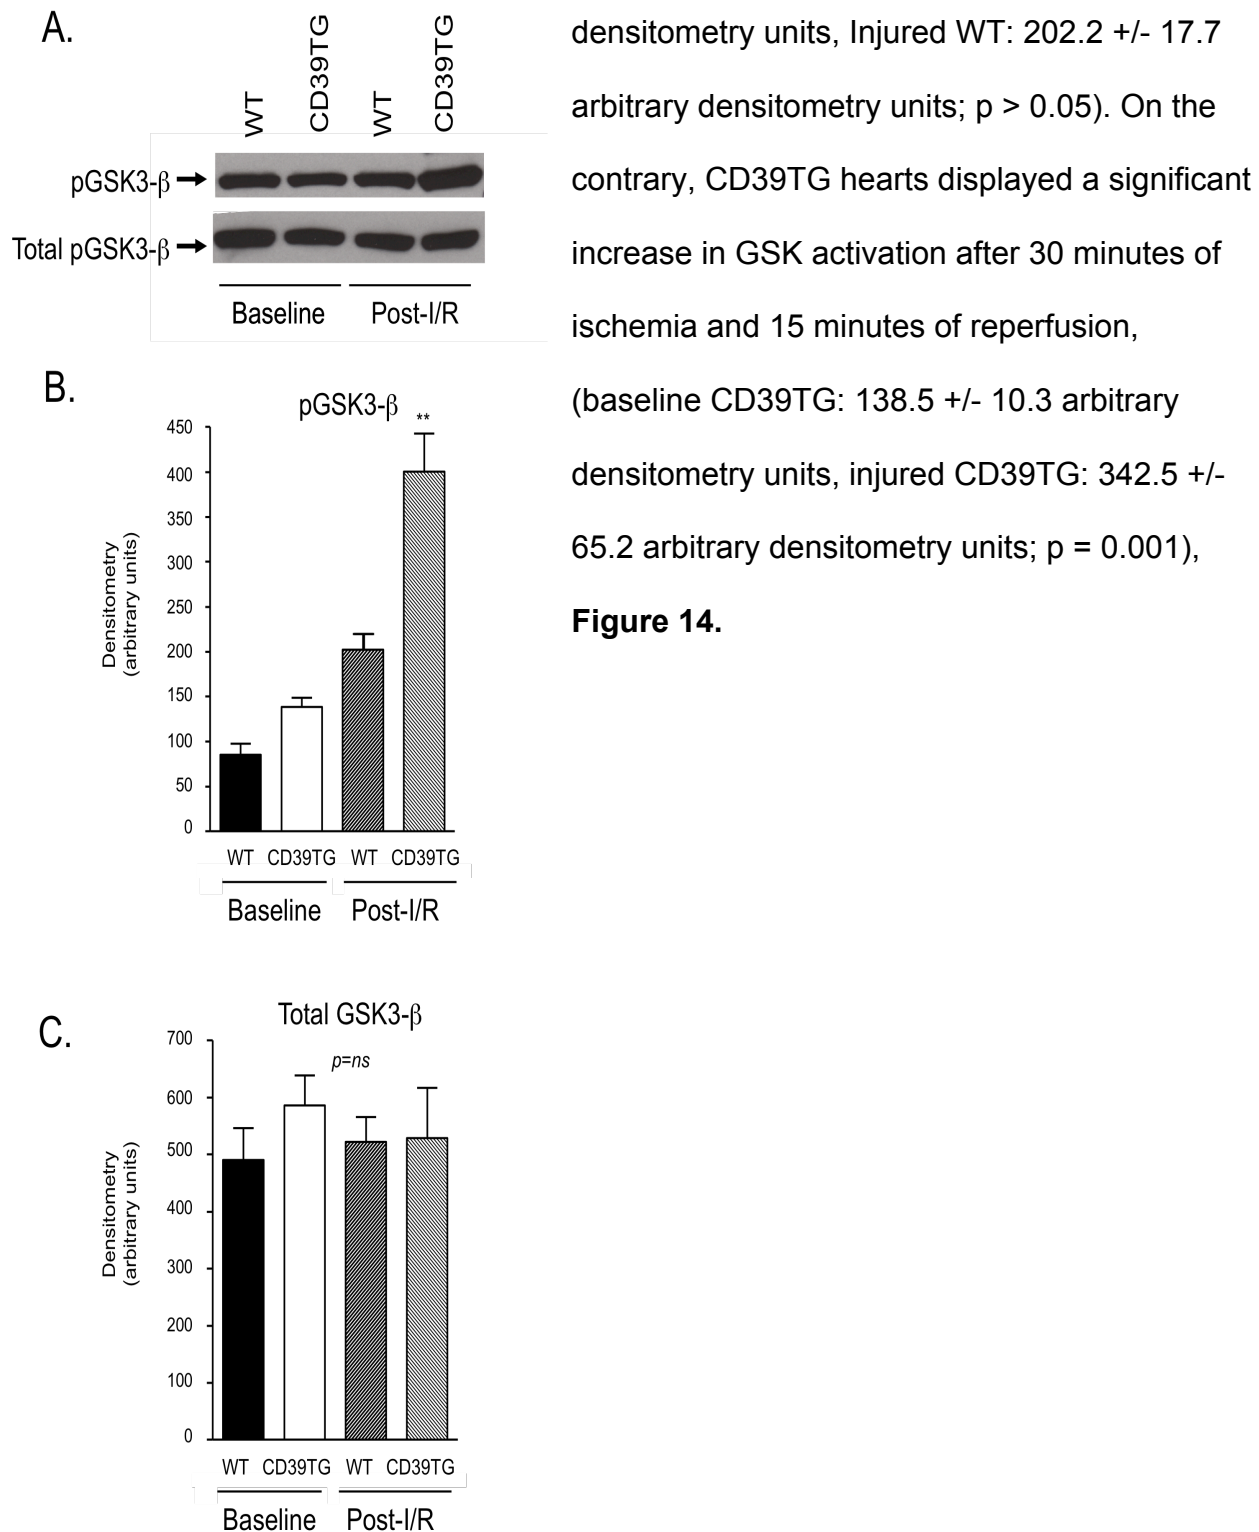 A.
WT
CD39TG
WT
CD39TG
pGSK3-β
Total pGSK3-β
Baseline
Post-I/R
B.
pGSK3-β
**
450
400
350
300
250
200
150
100
50
0
Densitometry
(arbitrary units)
WT CD39TG WT CD39TG
Baseline Post-I/R
C.
Total GSK3-β
p=ns
700
600
500
400
300
200
100
0
Densitometry
(arbitrary units)
WT CD39TG WT CD39TG
Baseline Post-I/R
densitometry units, Injured WT: 202.2 +/- 17.7
arbitrary densitometry units; p > 0.05). On the
contrary, CD39TG hearts displayed a significant
increase in GSK activation after 30 minutes of
ischemia and 15 minutes of reperfusion,
(baseline CD39TG: 138.5 +/- 10.3 arbitrary
densitometry units, injured CD39TG: 342.5 +/-
65.2 arbitrary densitometry units; p = 0.001),
Figure 14.